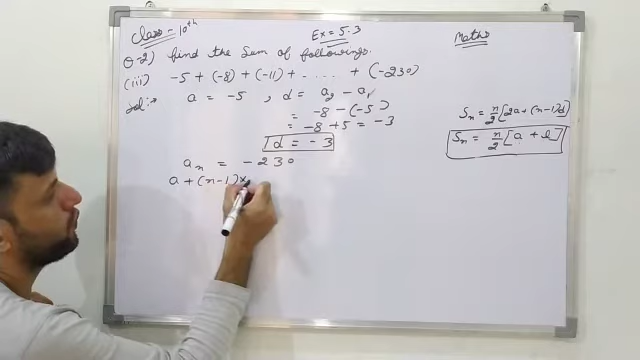 Class - 10th
Ex = 5.3
Maths
Q-2) find the Sum of followings.
(iii) -5 + (-8) + (-11) + ..... + (-230)
Sol :-
a = -5 , d = a₂ - a₁
= -8 - (-5)
= -8 + 5 = -3
d = -3
aₙ = -230
a + (n-1)×
Sₙ = n/2 [2a + (n-1)d]
Sₙ = n/2 [a + l]